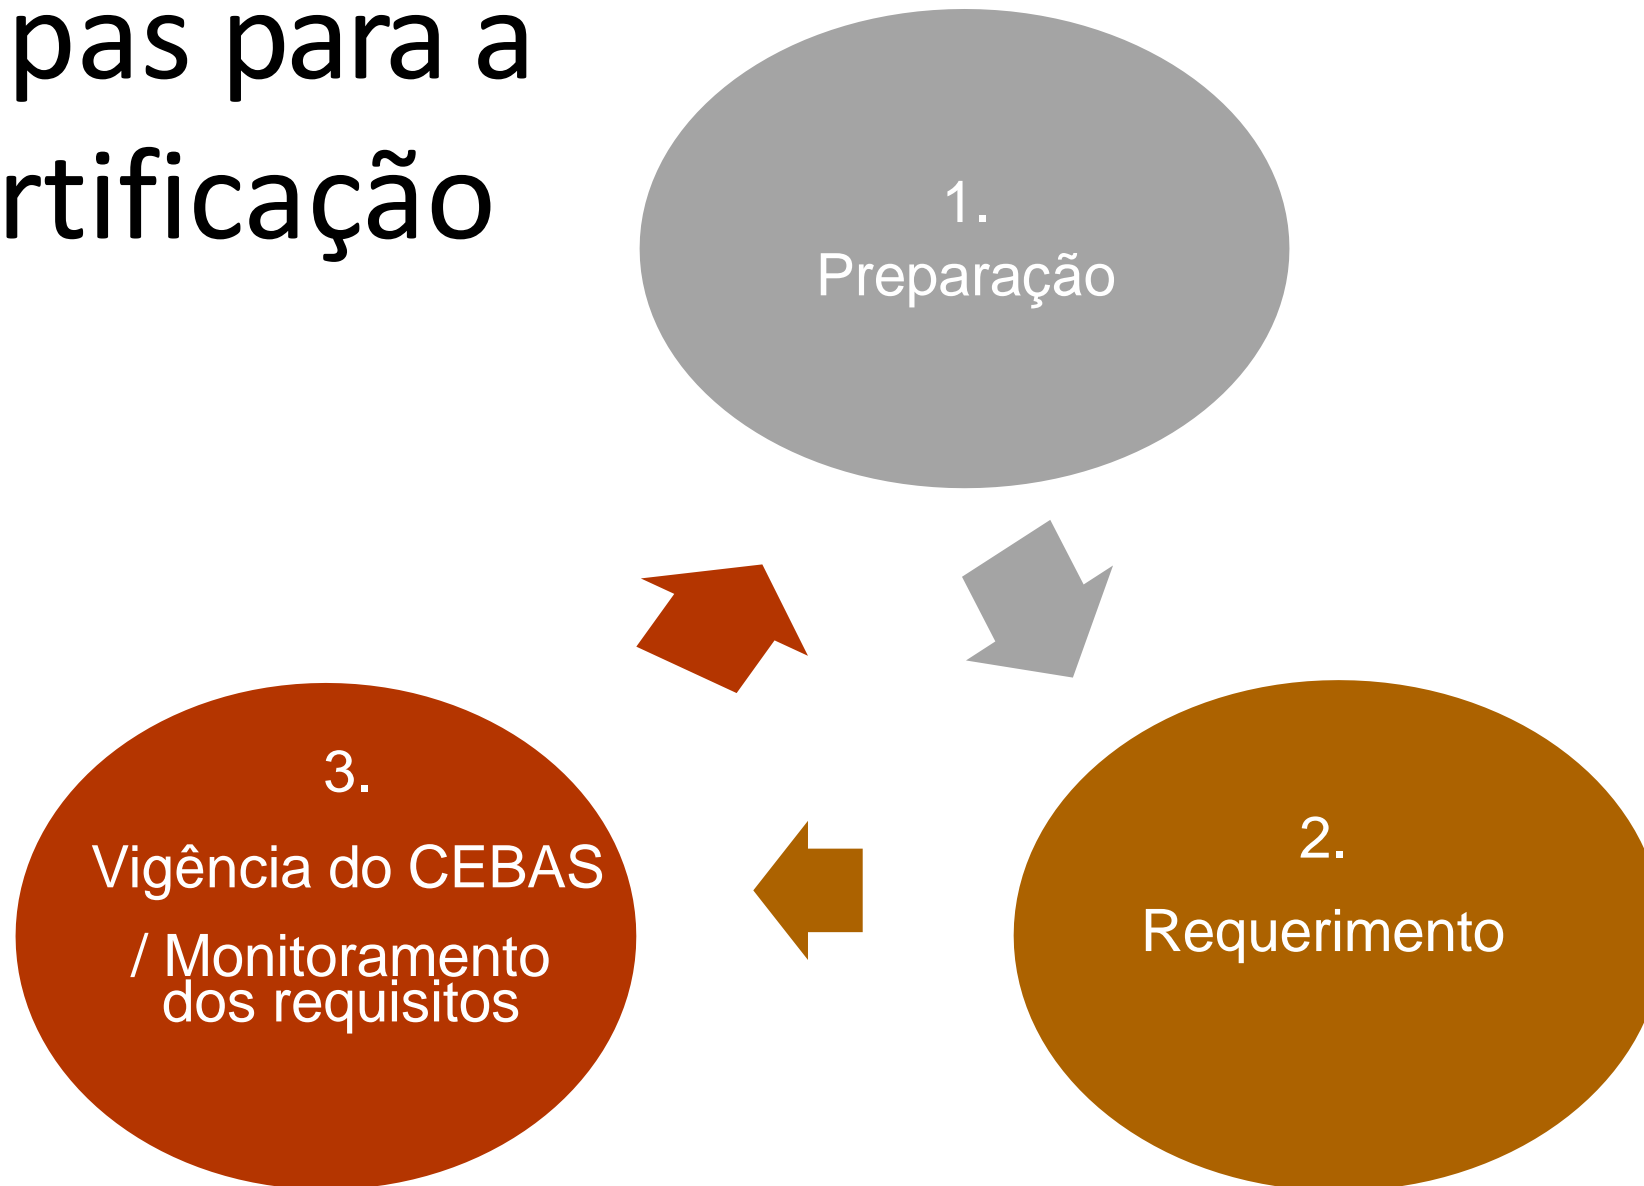 pas para a
rtificação
1.
Preparação
2.
Requerimento
3.
Vigência do CEBAS
/ Monitoramento
dos requisitos